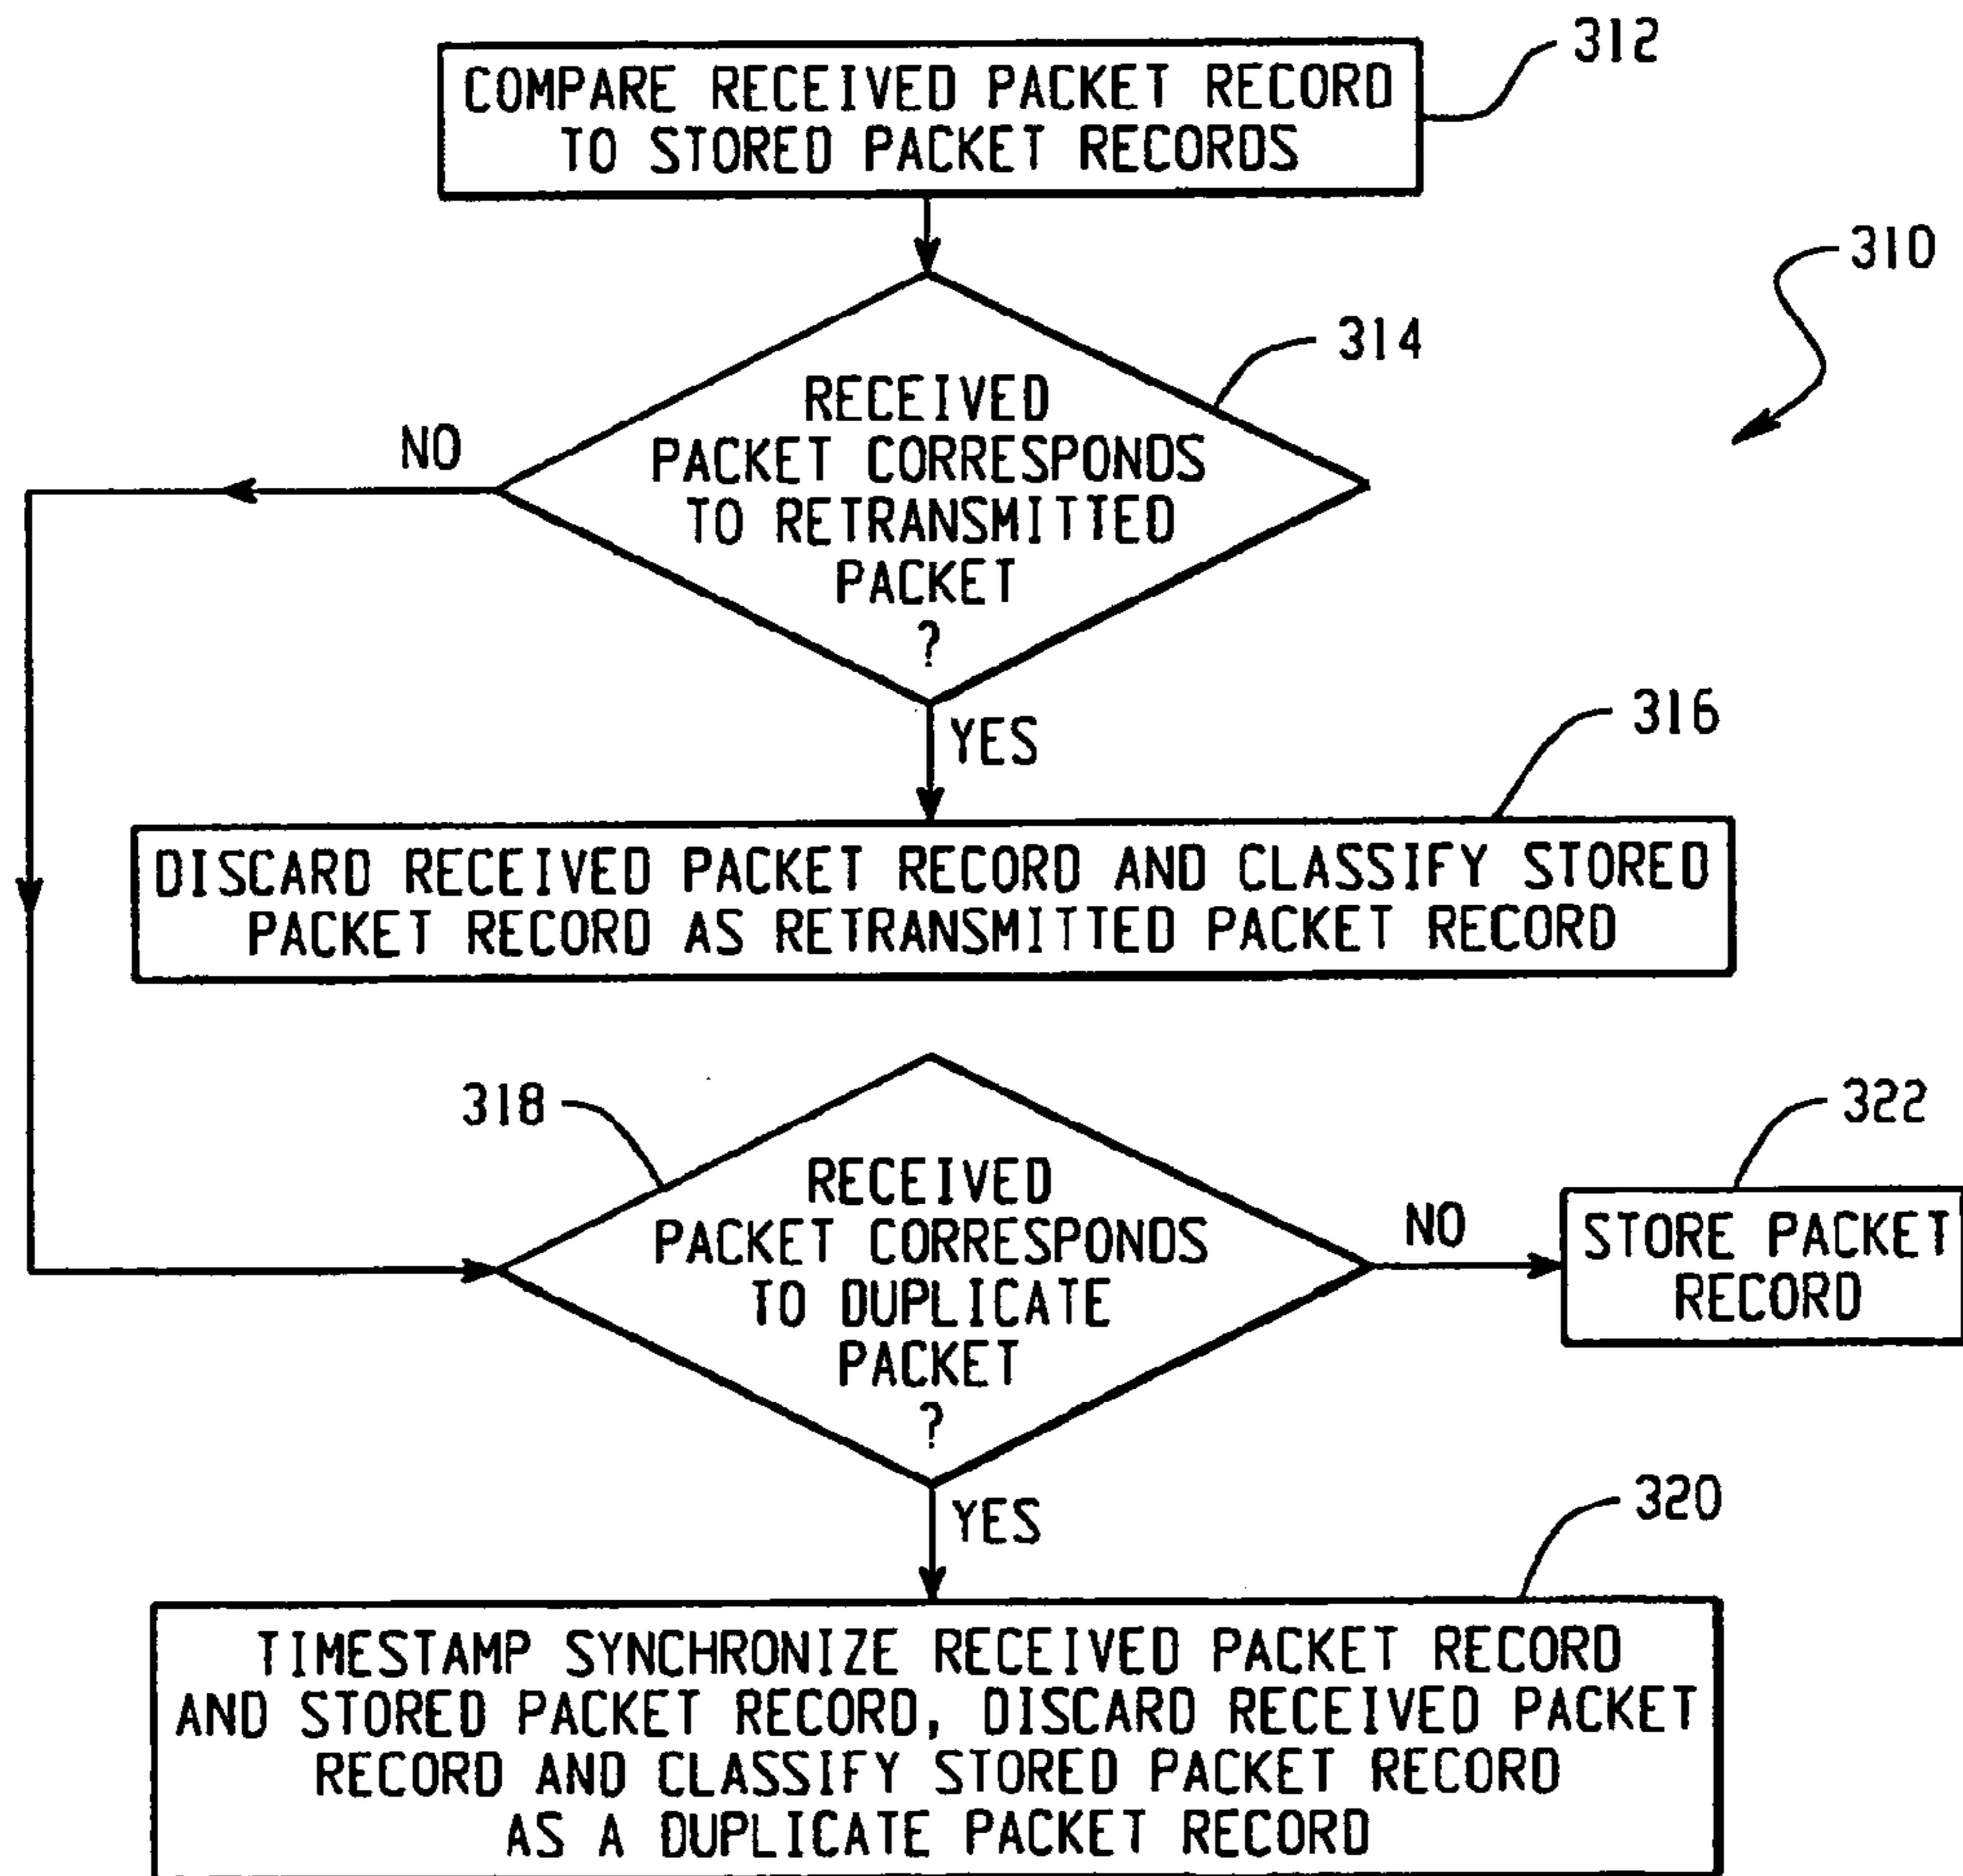 312
COMPARE RECEIVED PACKET RECORD
TO STORED PACKET RECORDS
310
314
RECEIVED
PACKET CORRESPONDS
TO RETRANSMITTED
PACKET
?
NO
YES
316
DISCARD RECEIVED PACKET RECORD AND CLASSIFY STORED
PACKET RECORD AS RETRANSMITTED PACKET RECORD
318
RECEIVED
PACKET CORRESPONDS
TO DUPLICATE
PACKET
?
NO
322
STORE PACKET
RECORD
YES
320
TIMESTAMP SYNCHRONIZE RECEIVED PACKET RECORD
AND STORED PACKET RECORD, DISCARD RECEIVED PACKET
RECORD AND CLASSIFY STORED PACKET RECORD
AS A DUPLICATE PACKET RECORD